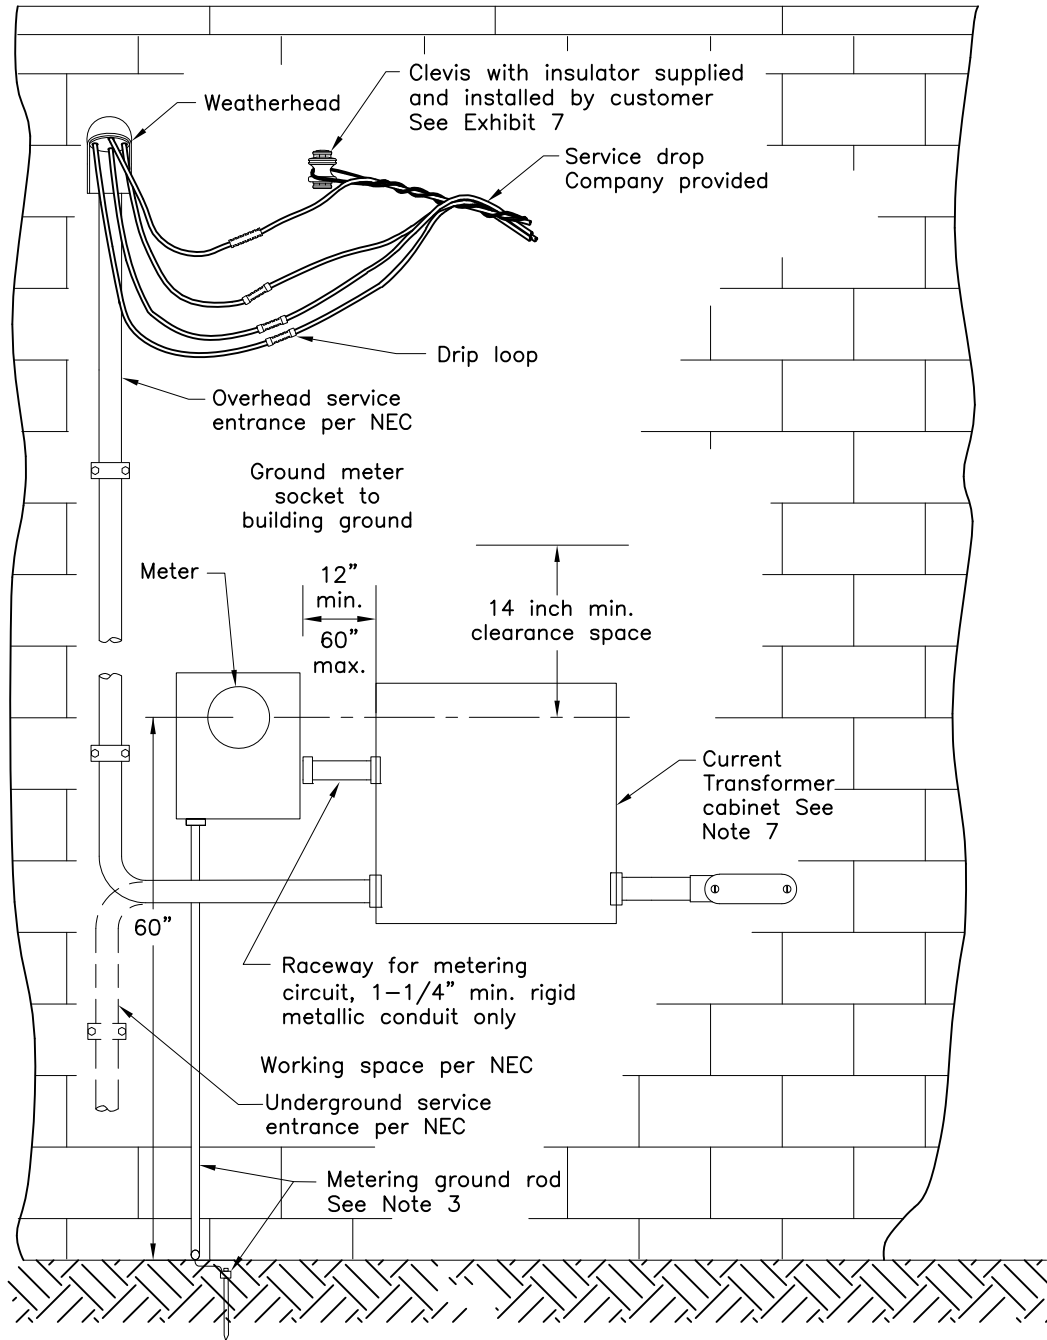 Weatherhead
Clevis with insulator supplied
and installed by customer
See Exhibit 7
Service drop
Company provided
Drip loop
Overhead service
entrance per NEC
Ground meter
socket to
building ground
Meter
12”
min.
60”
max.
14 inch min.
clearance space
Current
Transformer
cabinet See
Note 7
60”
Raceway for metering
circuit, 1-1/4” min. rigid
metallic conduit only
Working space per NEC
Underground service
entrance per NEC
Metering ground rod
See Note 3